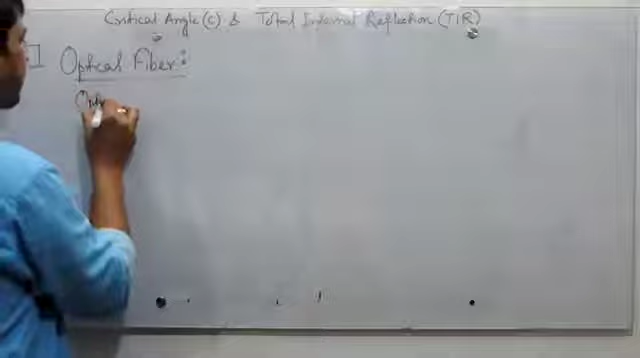 Critical Angle (C) & Total Internal Reflection (TIR)
Optical Fiber: